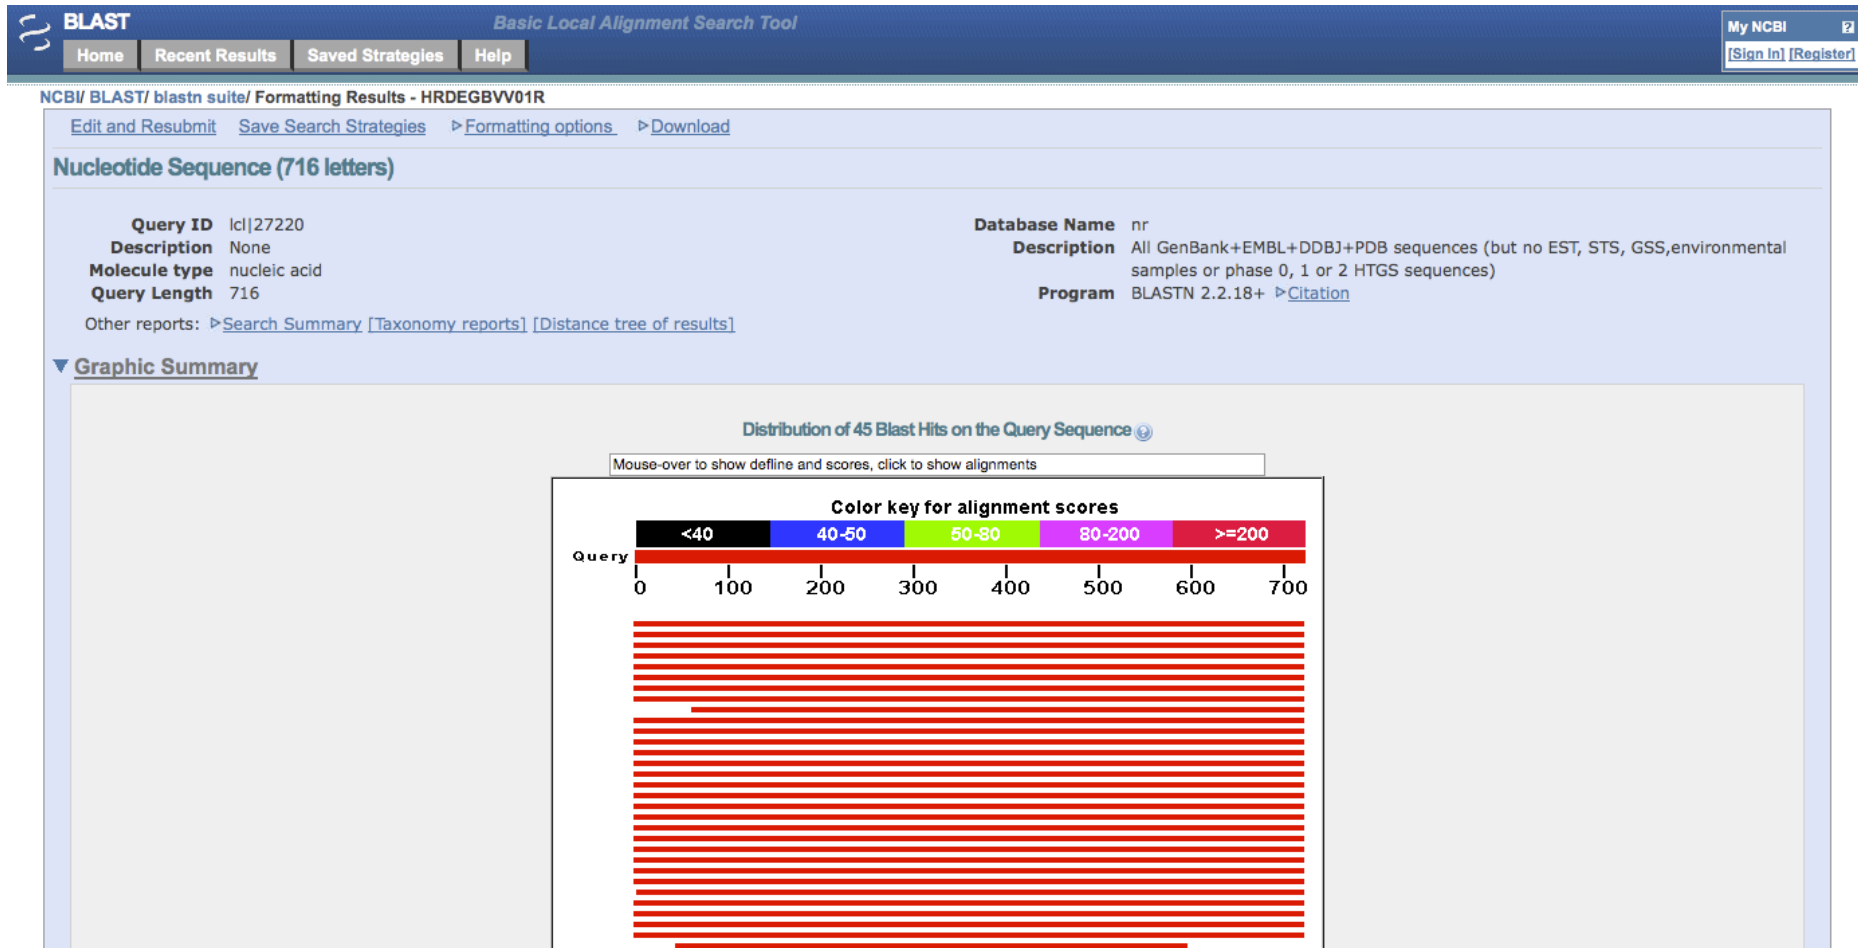 BLAST
Basic Local Alignment Search Tool
My NCBI ?
[Sign In] [Register]
Home Recent Results Saved Strategies Help
NCBI/ BLAST/ blastn suite/ Formatting Results - HRDEGBVV01R
Edit and Resubmit Save Search Strategies Formatting options Download
Nucleotide Sequence (716 letters)
Query ID lcl|27220
Description None
Molecule type nucleic acid
Query Length 716
Database Name nr
Description All GenBank+EMBL+DDBJ+PDB sequences (but no EST, STS, GSS,environmental
samples or phase 0, 1 or 2 HTGS sequences)
Program BLASTN 2.2.18+ Citation
Other reports: Search Summary [Taxonomy reports] [Distance tree of results]
Graphic Summary
Distribution of 45 Blast Hits on the Query Sequence ?
Mouse-over to show defline and scores, click to show alignments
Color key for alignment scores
<40 40-50 50-80 80-200 >=200
Query
0 100 200 300 400 500 600 700